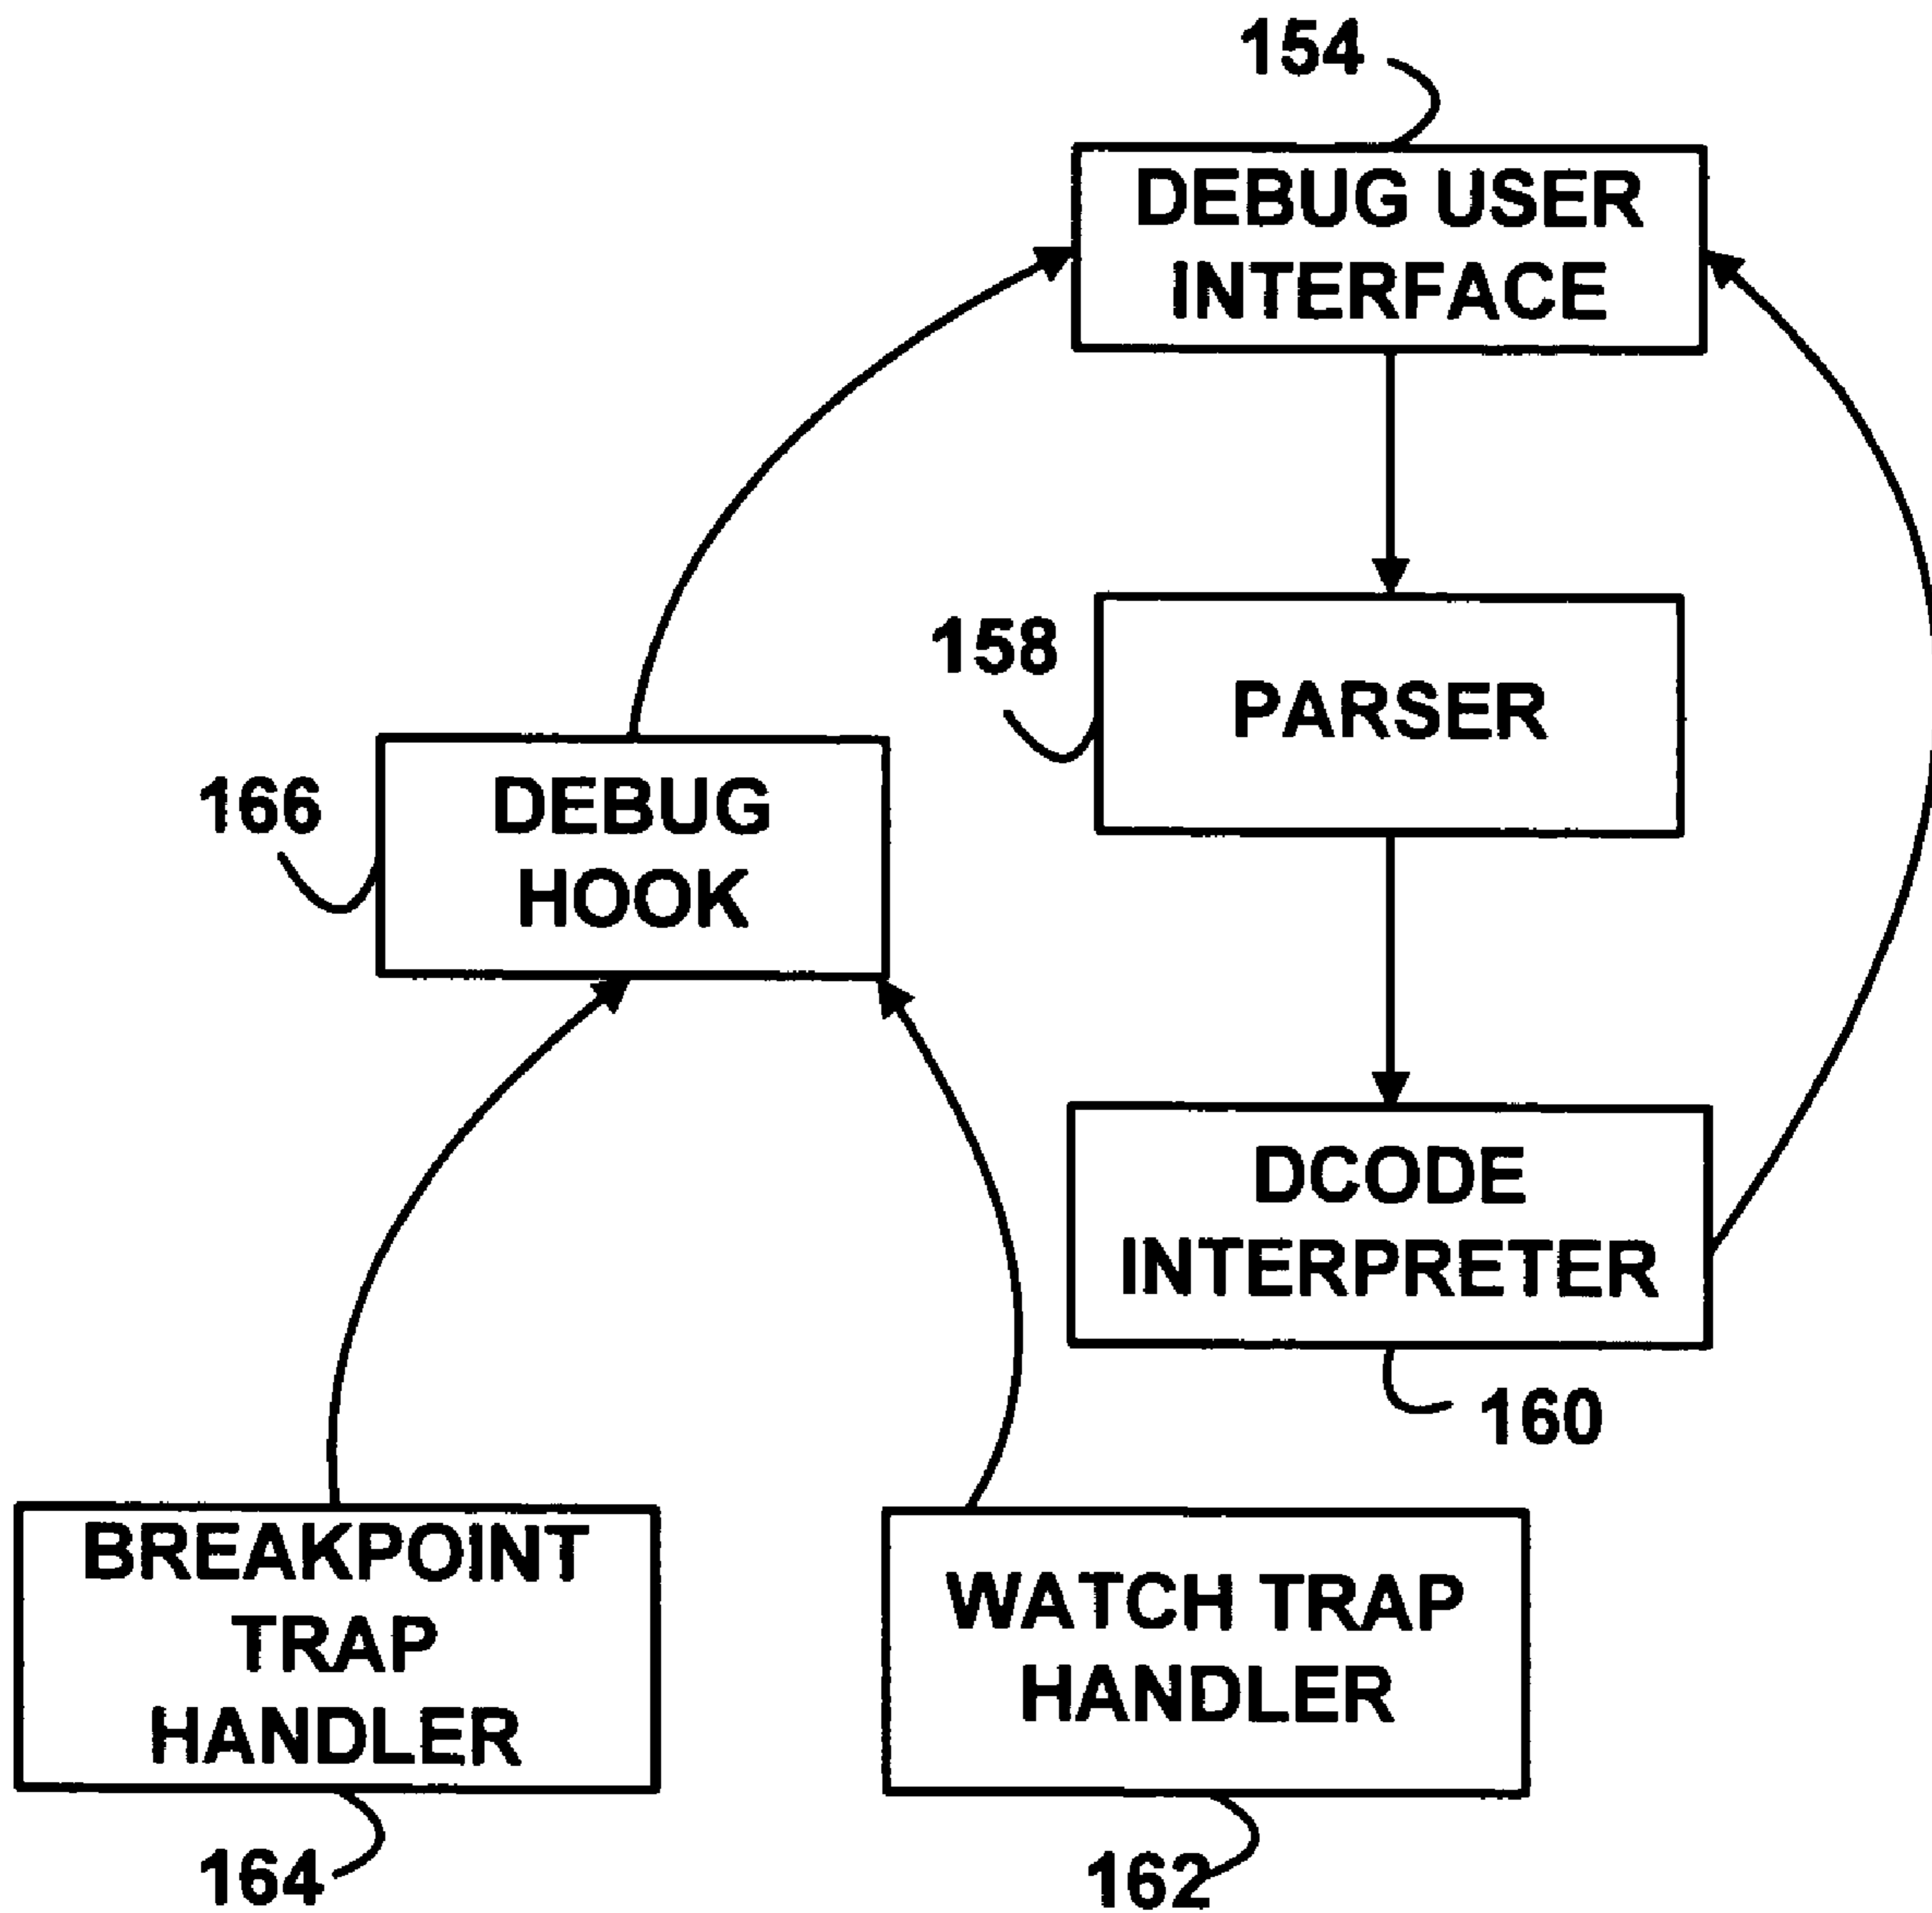 154
DEBUG USER
INTERFACE
158
PARSER
166
DEBUG
HOOK
DCODE
INTERPRETER
160
BREAKPOINT
TRAP
HANDLER
WATCH TRAP
HANDLER
164
162